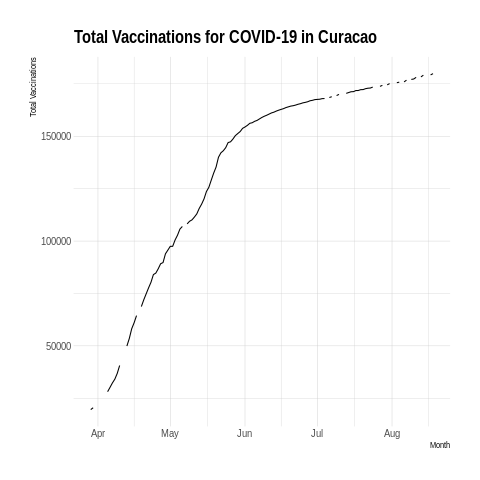 Total Vaccinations for COVID-19 in Curacao
Total Vaccinations
150000
100000
50000
Apr May Jun Jul Aug
Month